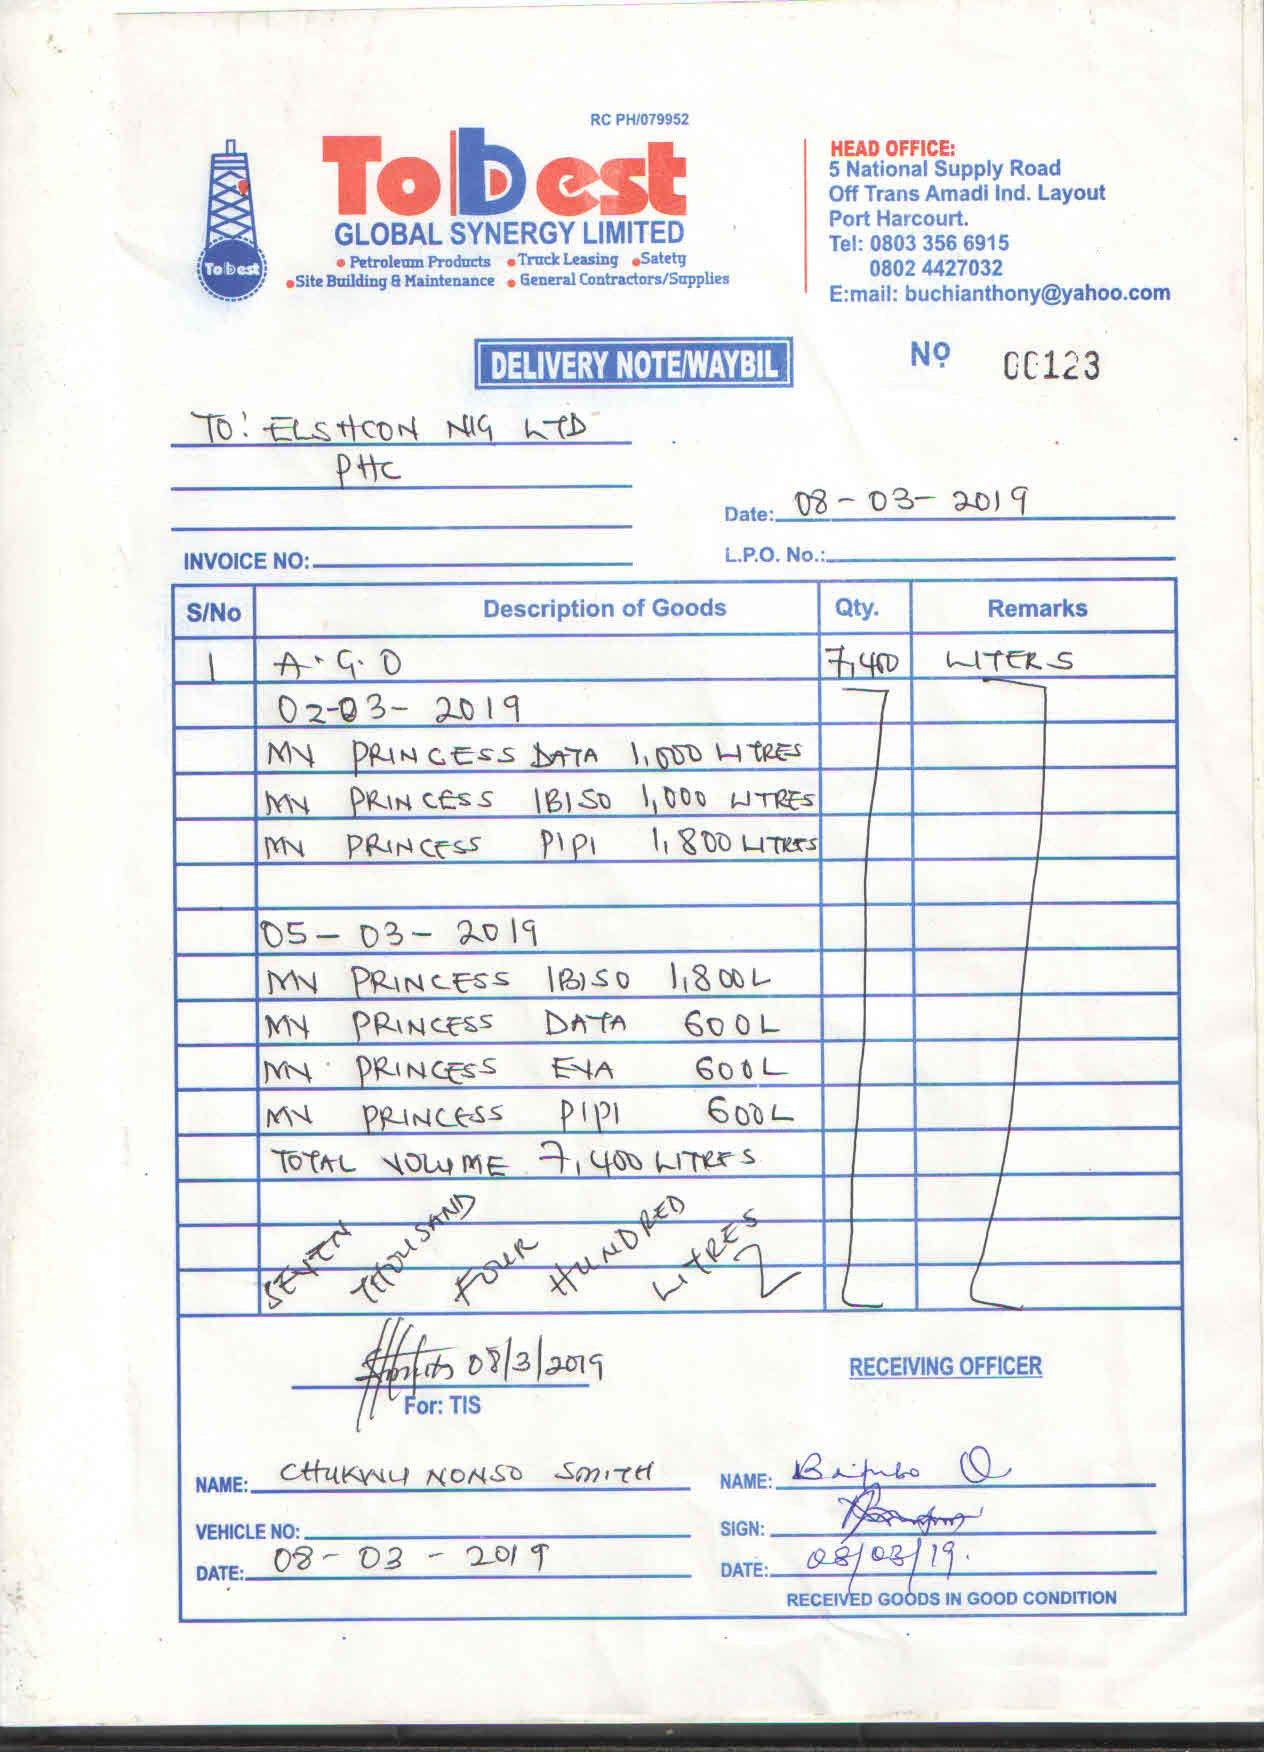 RC PH/079952
Tobest
GLOBAL SYNERGY LIMITED
• Petroleum Products • Truck Leasing • Safety
• Site Building & Maintenance • General Contractors/Supplies
Tobest
HEAD OFFICE:
5 National Supply Road
Off Trans Amadi Ind. Layout
Port Harcourt.
Tel: 0803 356 6915
0802 4427032
E:mail: buchianthony@yahoo.com
DELIVERY NOTE/WAYBIL
No 00123
TO: ELSHCON NIG LTD
PHC
Date: 08-03-2019
INVOICE NO:
L.P.O. No.:
S/No Description of Goods Qty. Remarks
1 A.G.O 7,400 LITERS
02-03-2019
MV PRINCESS DATA 1,000 LITRES
MV PRINCESS IBISO 1,000 LITRES
MV PRINCESS PIPI 1,800 LITRES
05-03-2019
MV PRINCESS IBISO 1,800L
MV PRINCESS DATA 600L
MV PRINCESS EVA 600L
MV PRINCESS PIPI 600L
TOTAL VOLUME 7,400 LITRES
SEVEN THOUSAND FOUR HUNDRED LITRES
08/3/2019
For: TIS
RECEIVING OFFICER
NAME: CHUKWU NONSO SMITH
NAME:
VEHICLE NO:
SIGN:
DATE: 08-03-2019
DATE: 08/03/19.
RECEIVED GOODS IN GOOD CONDITION